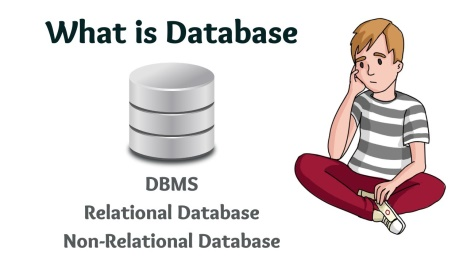 What is Database
DBMS
Relational Database
Non-Relational Database